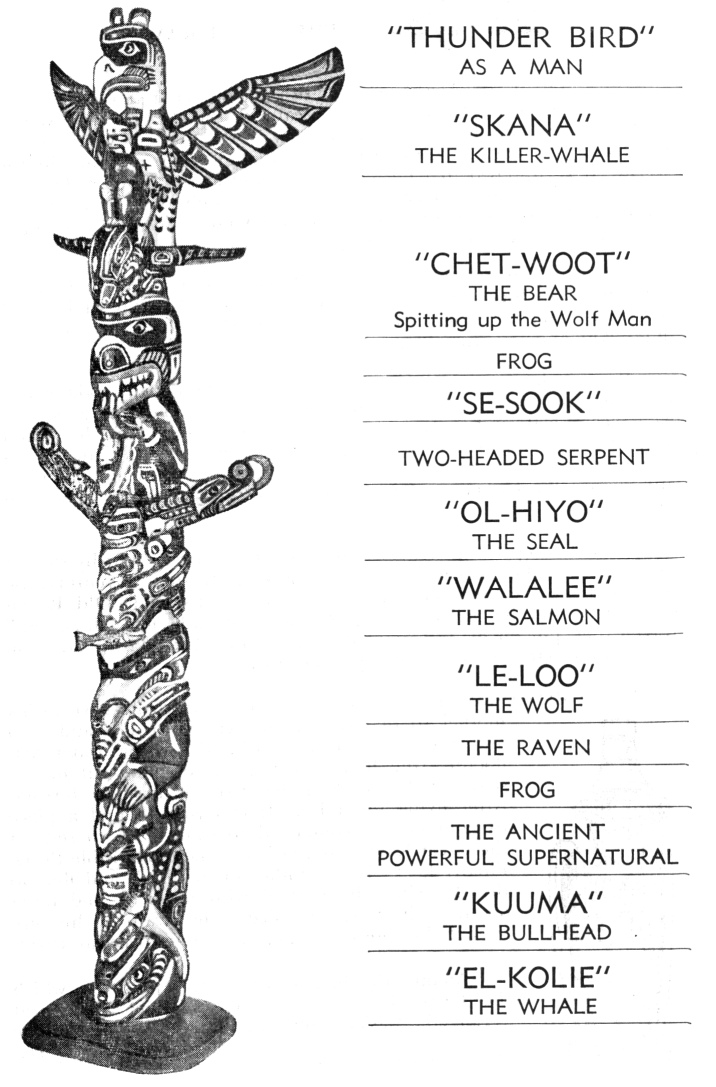 "THUNDER BIRD"
AS A MAN
"SKANA"
THE KILLER-WHALE
"CHET-WOOT"
THE BEAR
Spitting up the Wolf Man
FROG
"SE-SOOK"
TWO-HEADED SERPENT
"OL-HIYO"
THE SEAL
"WALALEE"
THE SALMON
"LE-LOO"
THE WOLF
THE RAVEN
FROG
THE ANCIENT
POWERFUL SUPERNATURAL
"KUUMA"
THE BULLHEAD
"EL-KOLIE"
THE WHALE